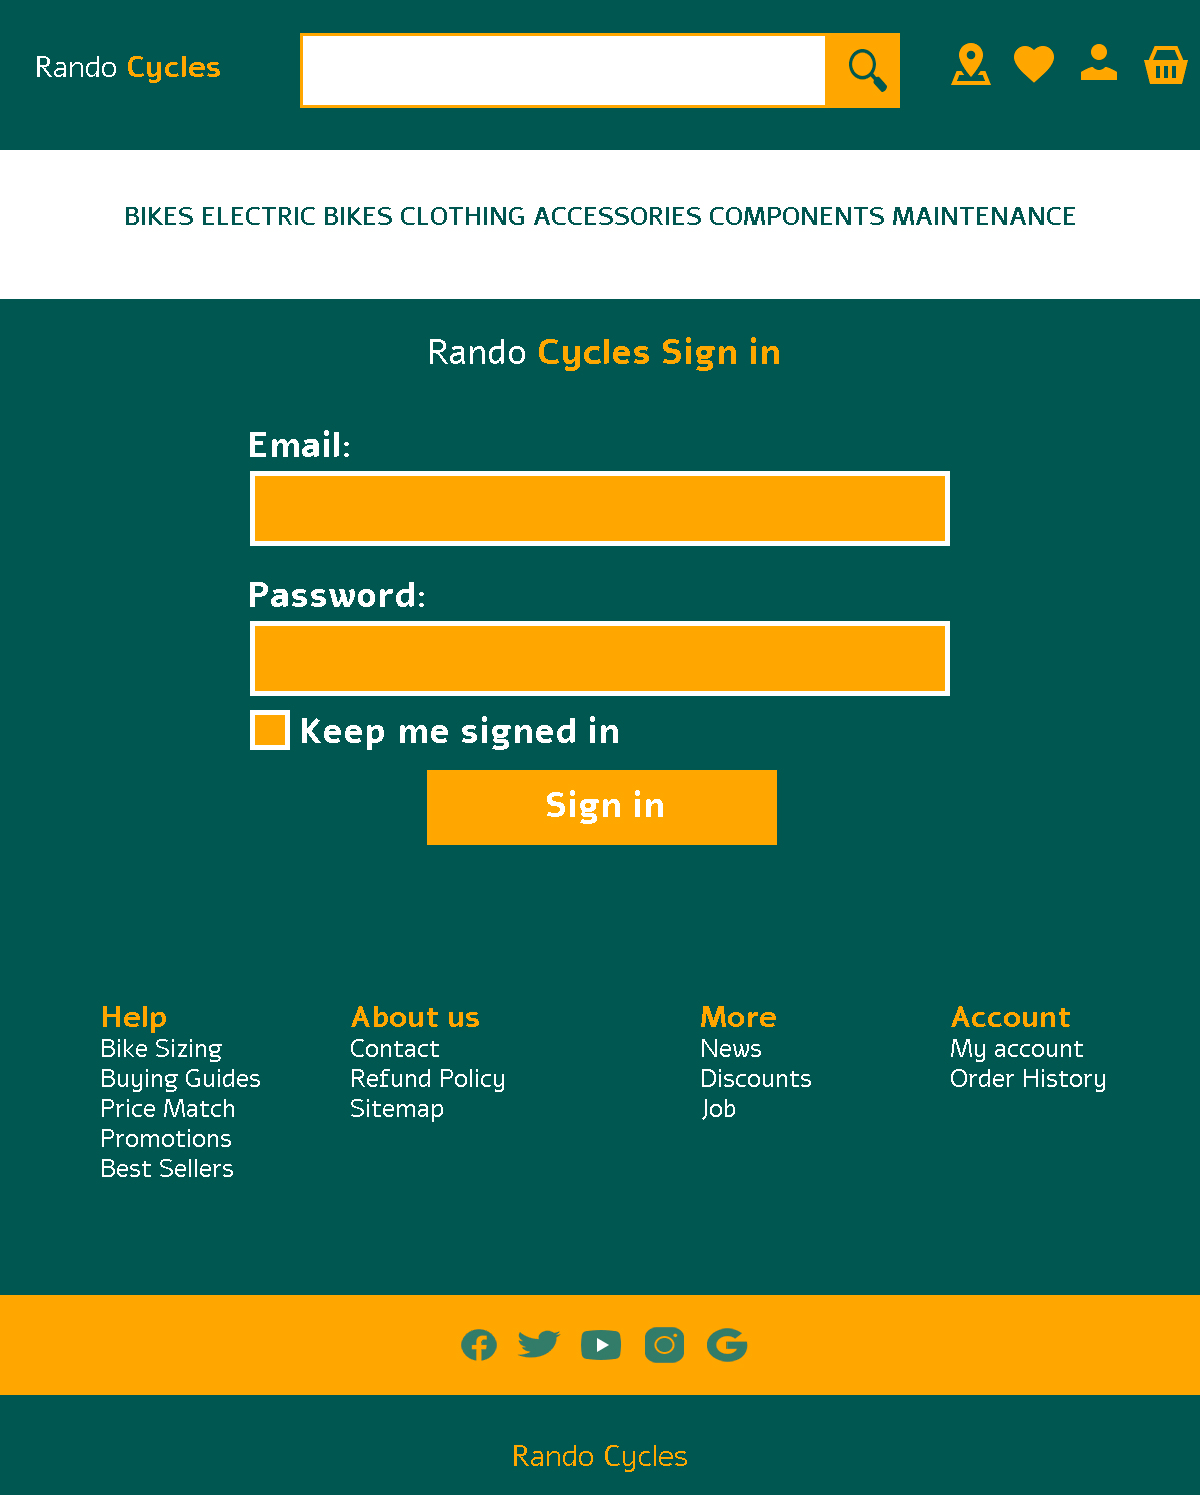 Rando Cycles
BIKES ELECTRIC BIKES CLOTHING ACCESSORIES COMPONENTS MAINTENANCE
Rando Cycles Sign in
Email:
Password:
Keep me signed in
Sign in
Help
Bike Sizing
Buying Guides
Price Match
Promotions
Best Sellers
About us
Contact
Refund Policy
Sitemap
More
News
Discounts
Job
Account
My account
Order History
Rando Cycles